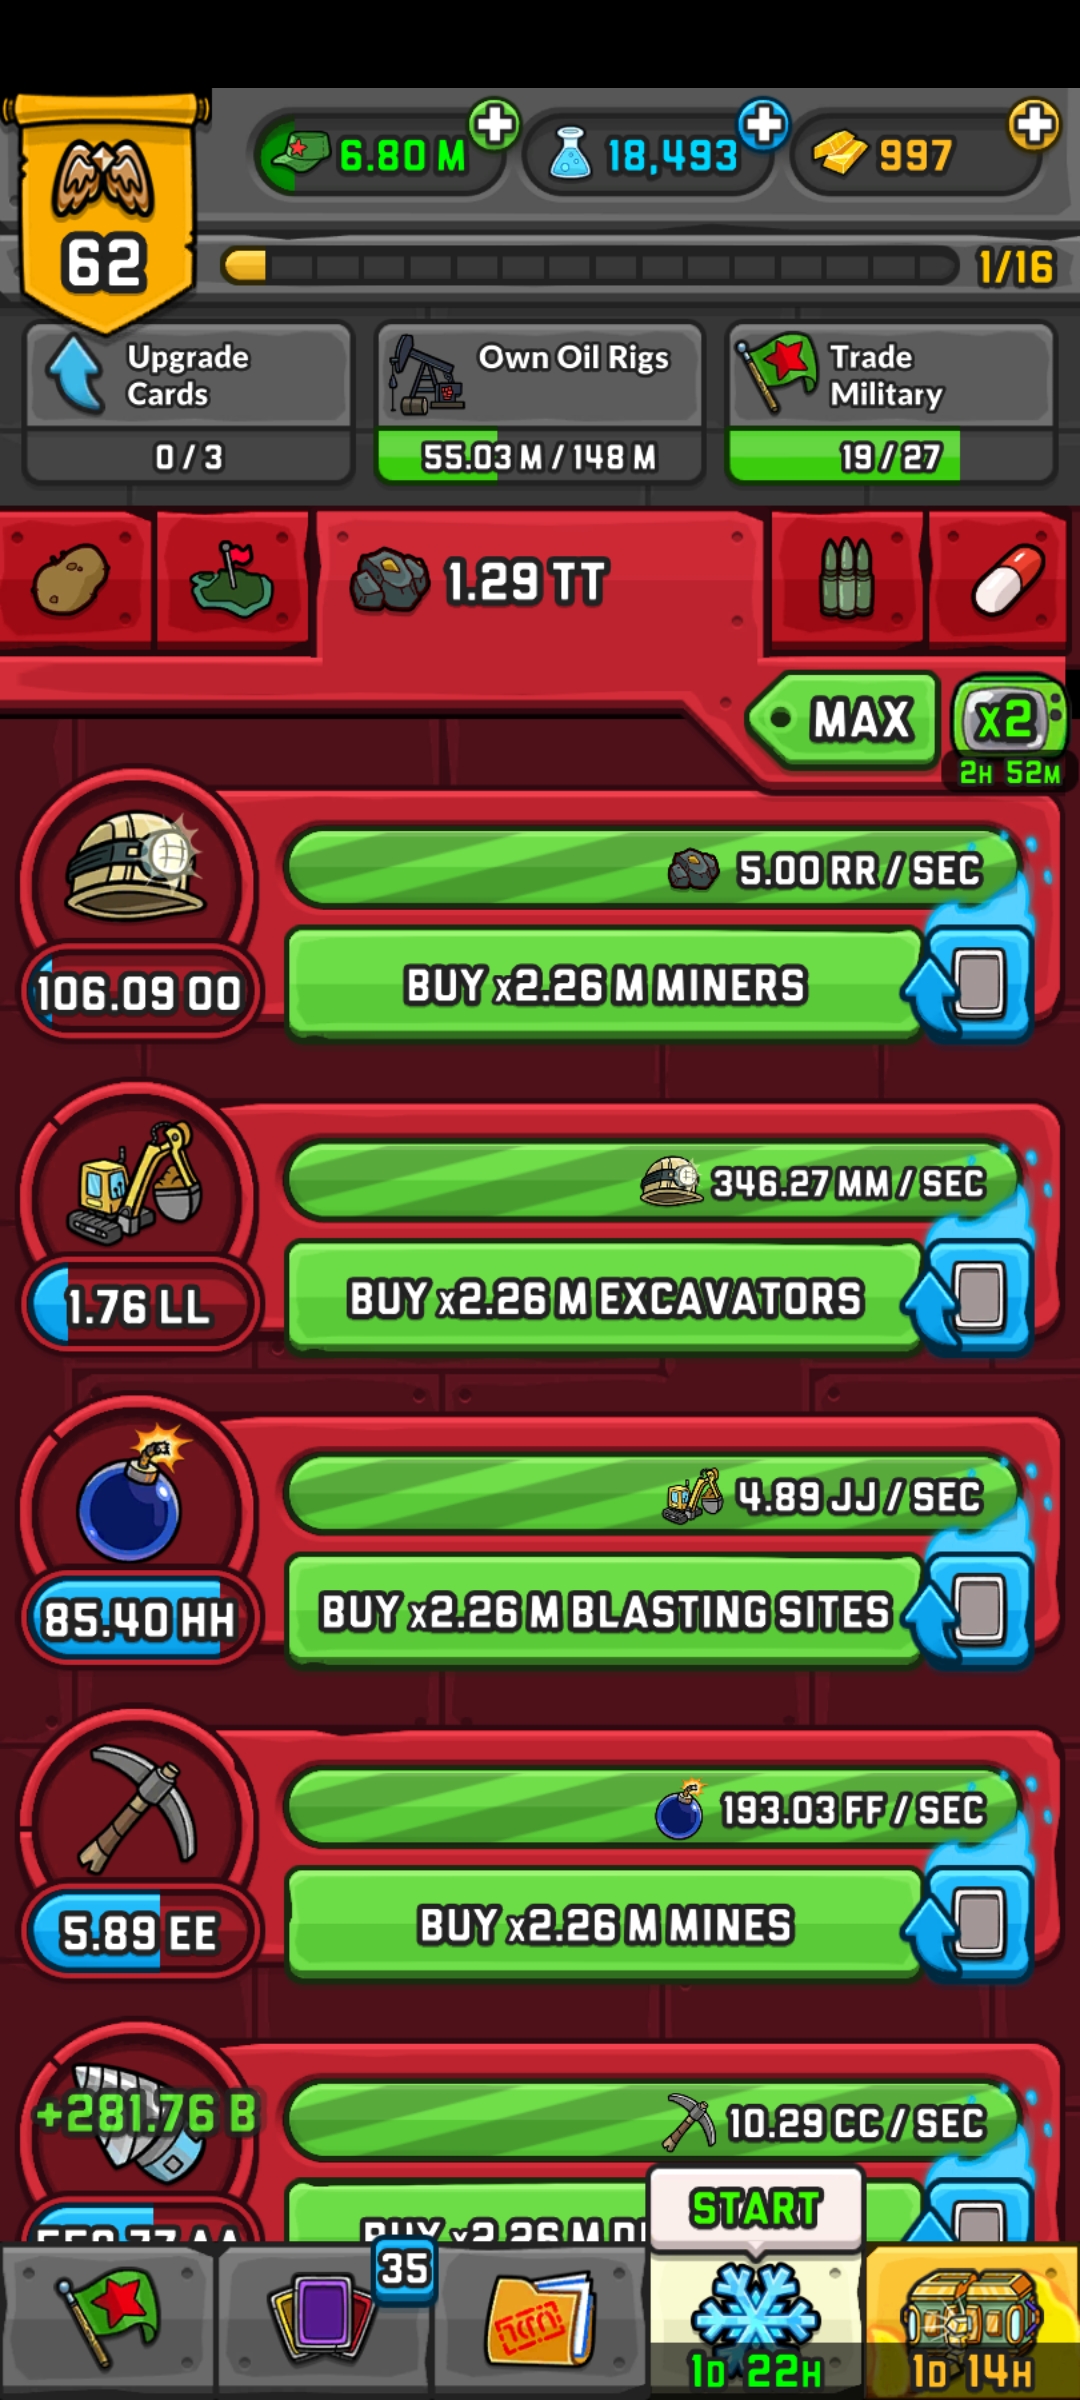 6.80 M
18,493
997
62
1/16
Upgrade
Cards
0 / 3
Own Oil Rigs
55.03 M / 148 M
Trade
Military
19 / 27
1.29 TT
MAX
x2
2H 52M
5.00 RR / SEC
106.09 OO
BUY x2.26 M MINERS
346.27 MM / SEC
1.76 LL
BUY x2.26 M EXCAVATORS
4.89 JJ / SEC
85.40 HH
BUY x2.26 M BLASTING SITES
193.03 FF / SEC
5.89 EE
BUY x2.26 M MINES
+281.76 B
10.29 CC / SEC
BUY x2.26 M
START
35
1D 22H
1D 14H